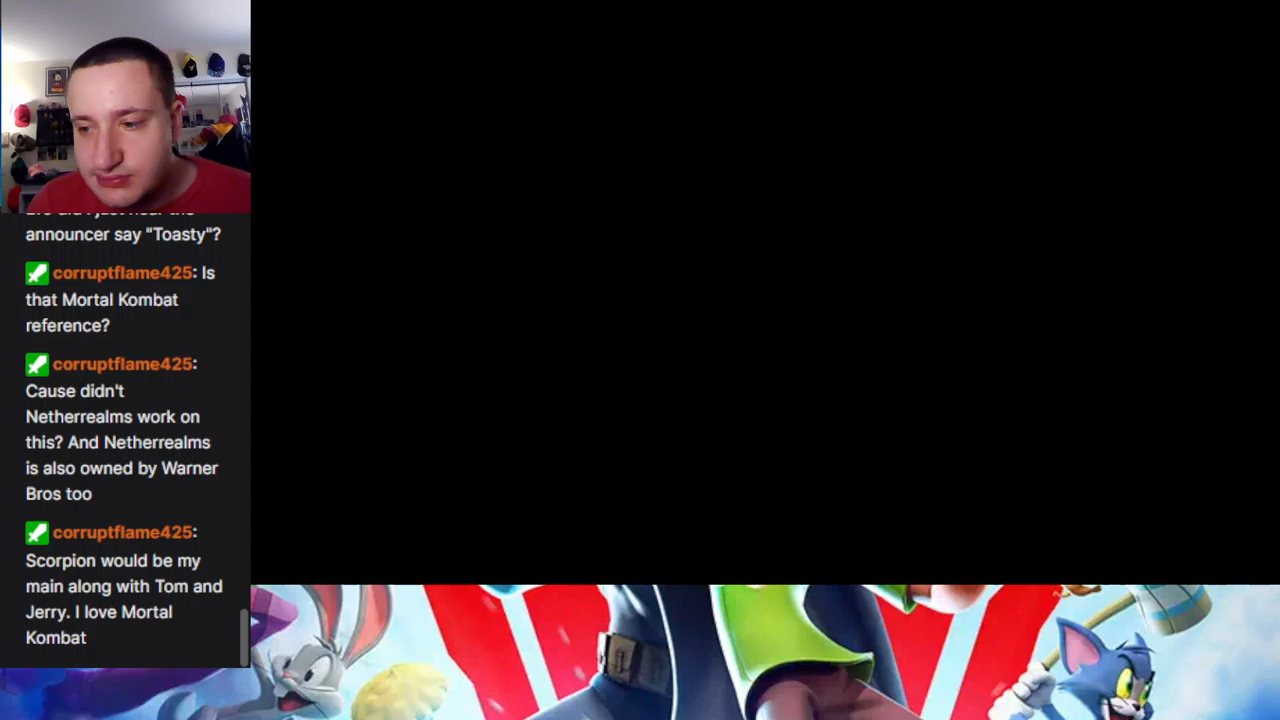 announcer say "Toasty"?
corruptflame425: Is
that Mortal Kombat
reference?
corruptflame425:
Cause didn't
Netherrealms work on
this? And Netherrealms
is also owned by Warner
Bros too
corruptflame425:
Scorpion would be my
main along with Tom and
Jerry. I love Mortal
Kombat